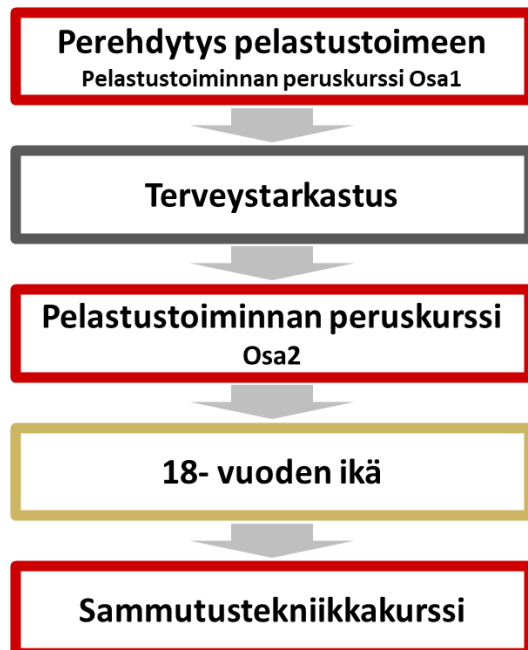 Perehdytys pelastustoimeen
Pelastustoiminnan peruskurssi Osa1
Terveystarkastus
Pelastustoiminnan peruskurssi
Osa2
18- vuoden ikä
Sammutustekniikkakurssi